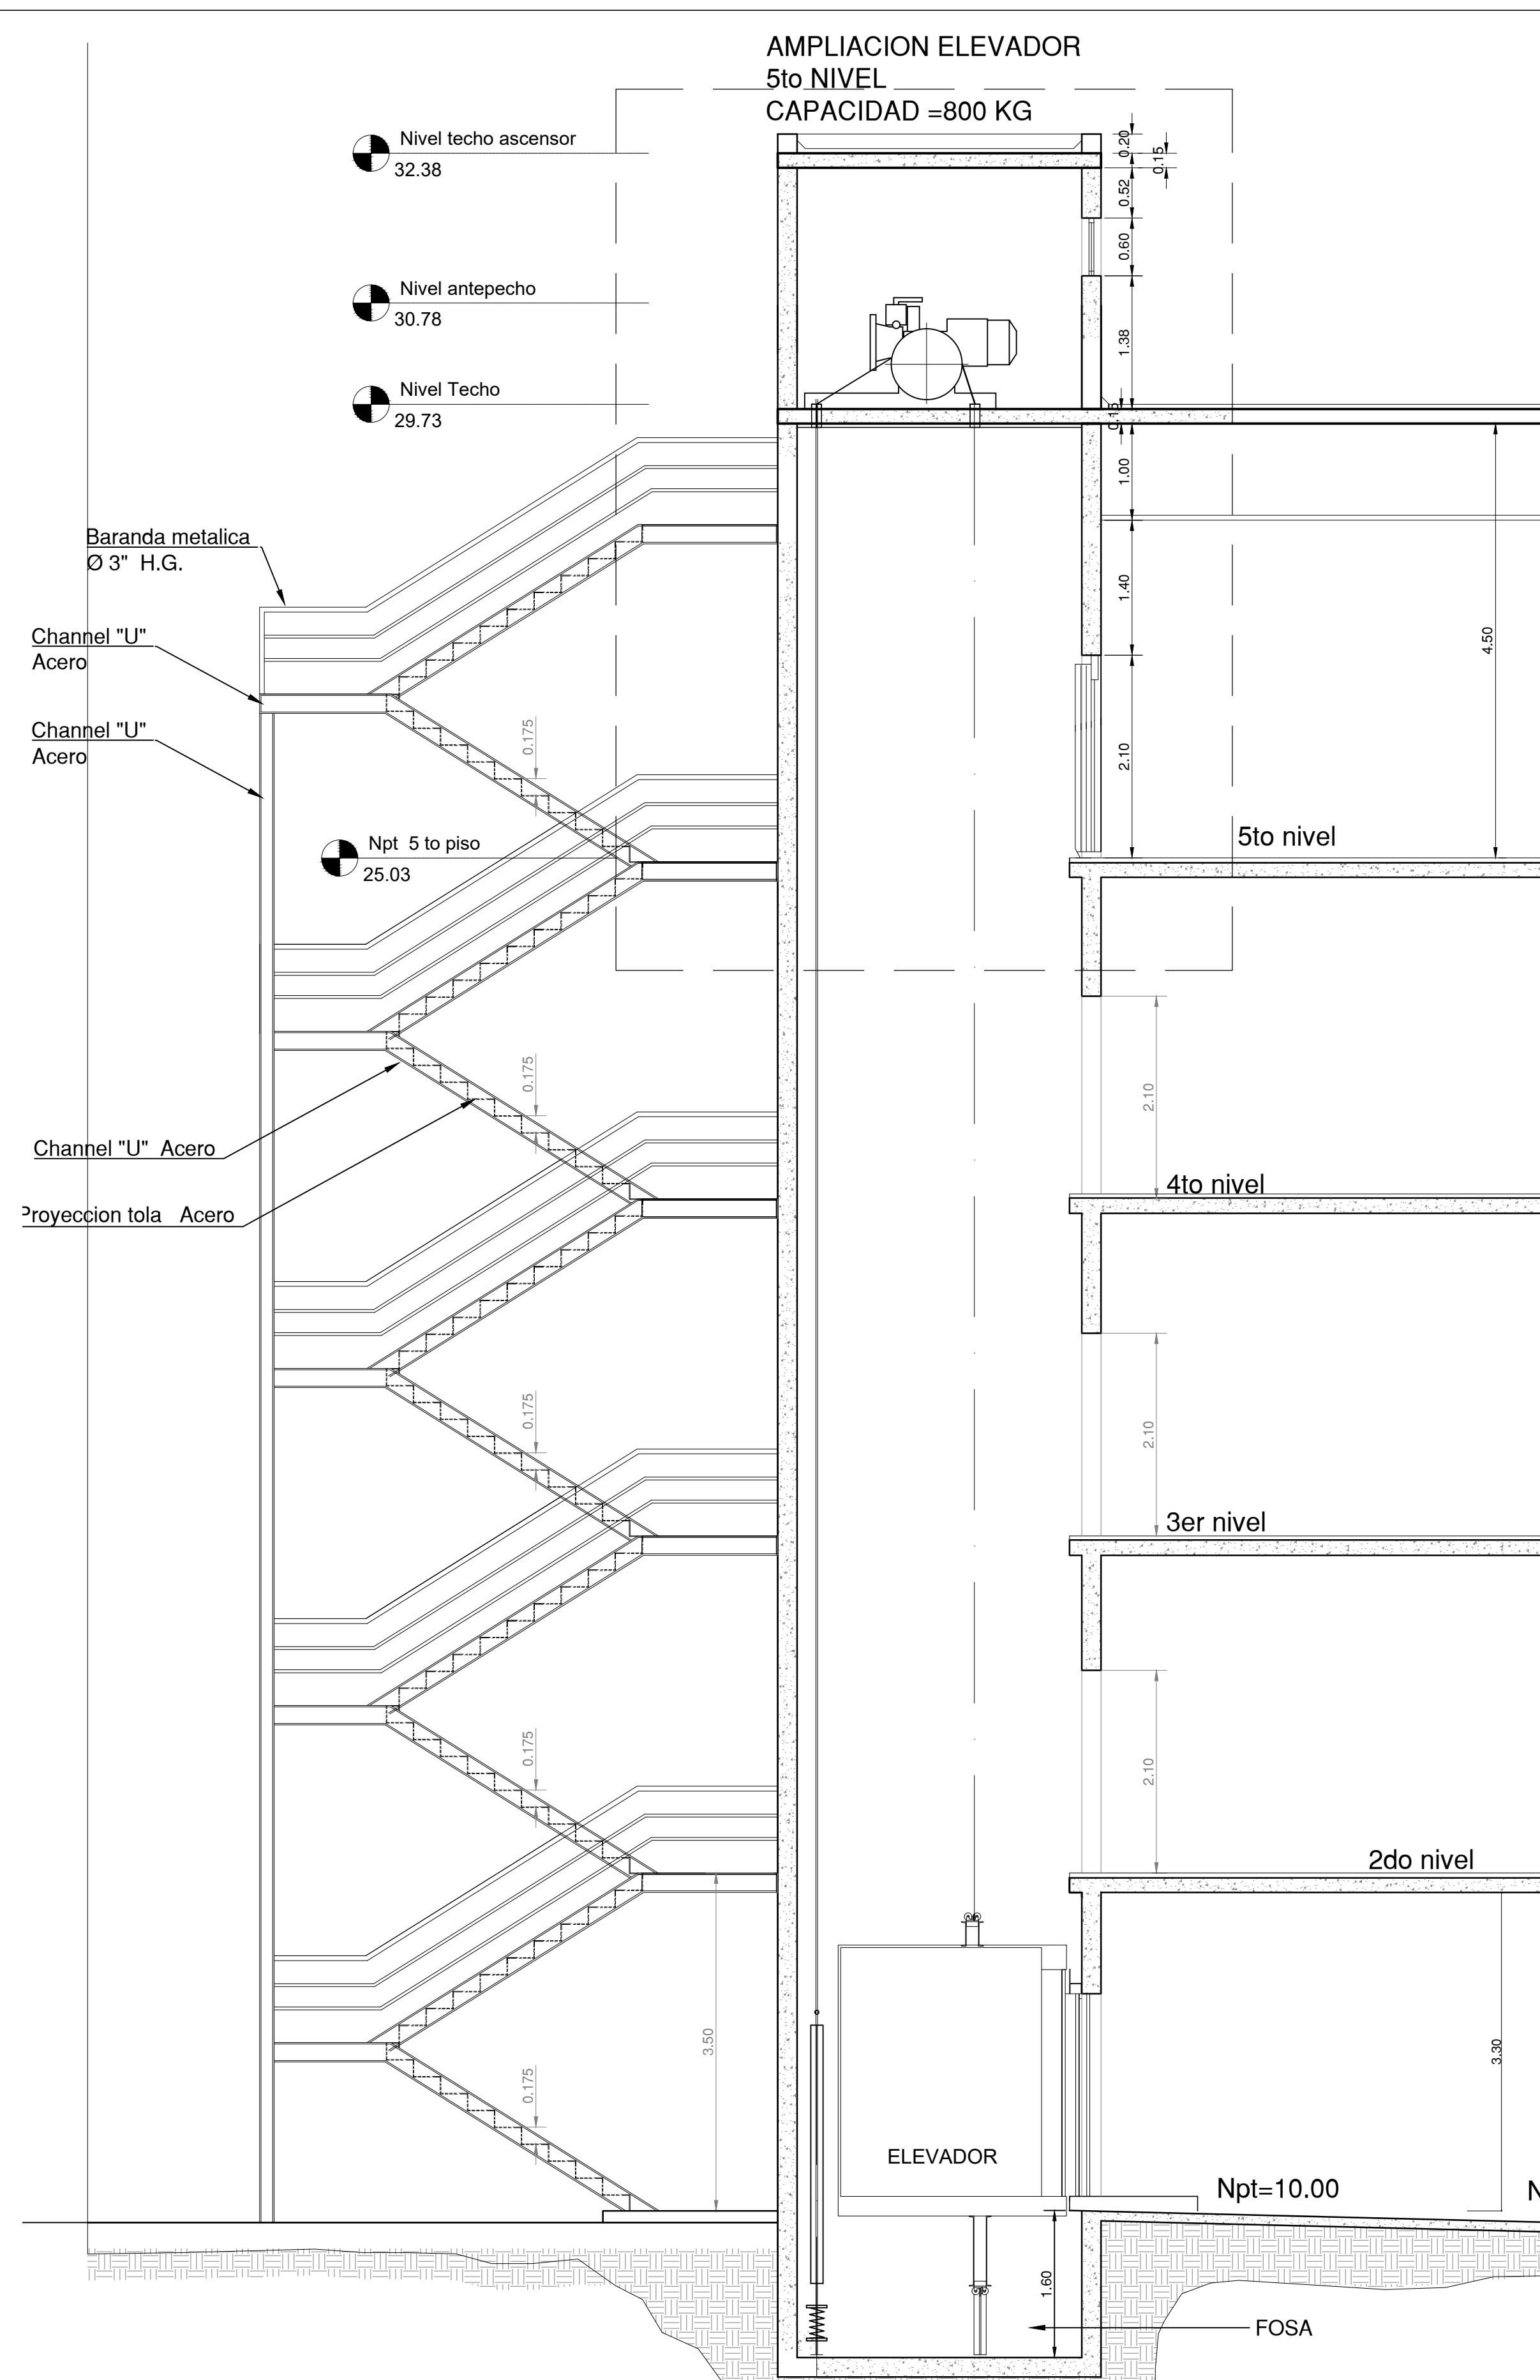 AMPLIACION ELEVADOR
5to NIVEL
CAPACIDAD =800 KG
Nivel techo ascensor
32.38
0.20
0.15
0.52
0.60
Nivel antepecho
30.78
1.38
Nivel Techo
29.73
0.15
1.00
Baranda metalica
Ø 3" H.G.
1.40
4.50
Channel "U"
Acero
Channel "U"
Acero
0.175
2.10
Npt 5 to piso
25.03
5to nivel
0.175
2.10
Channel "U" Acero
4to nivel
Proyeccion tola Acero
0.175
2.10
3er nivel
0.175
2.10
2do nivel
3.50
3.30
0.175
ELEVADOR
Npt=10.00
N
1.60
FOSA